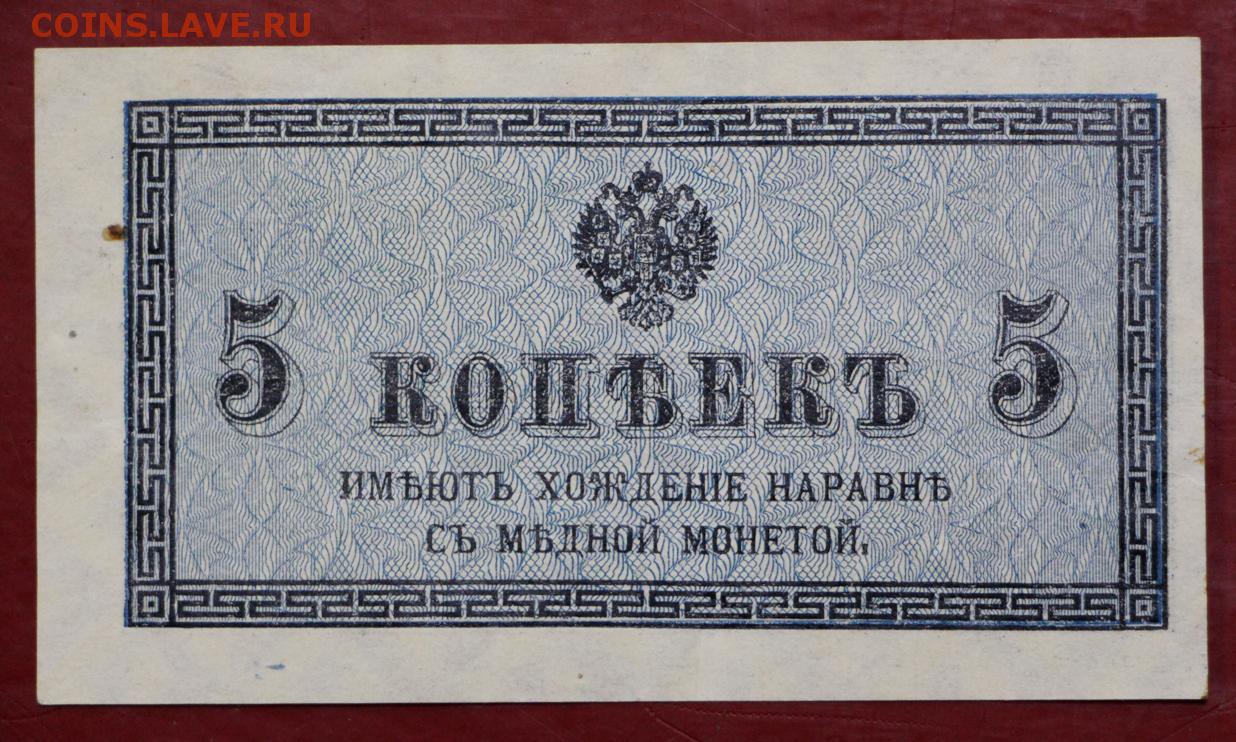 COINS.LAVE.RU
5 КОПѢЕКЪ 5
ИМѢЮТЪ ХОЖДЕНІЕ НАРАВНѢ
СЪ МѢДНОЙ МОНЕТОЙ.